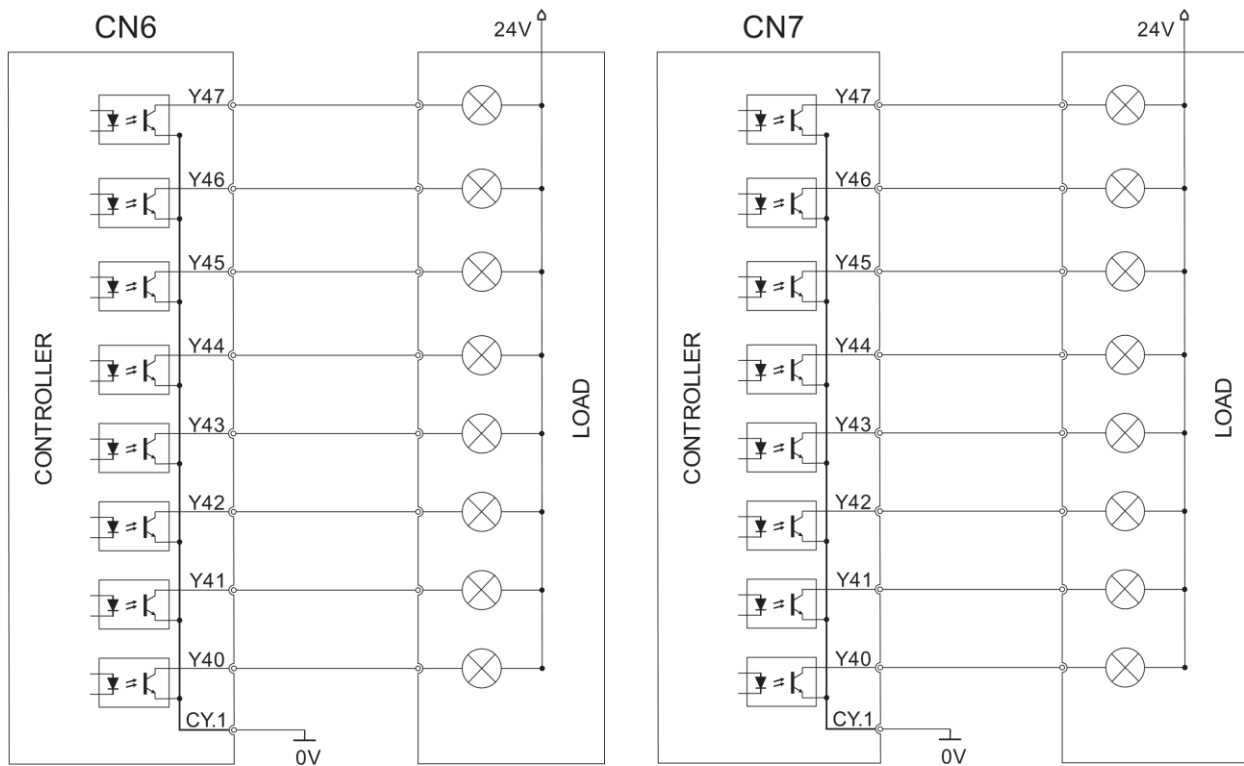 CN6
24V
Y47
Y46
Y45
Y44
Y43
Y42
Y41
Y40
CY.1
0V
CONTROLLER
LOAD
CN7
24V
Y47
Y46
Y45
Y44
Y43
Y42
Y41
Y40
CY.1
0V
CONTROLLER
LOAD